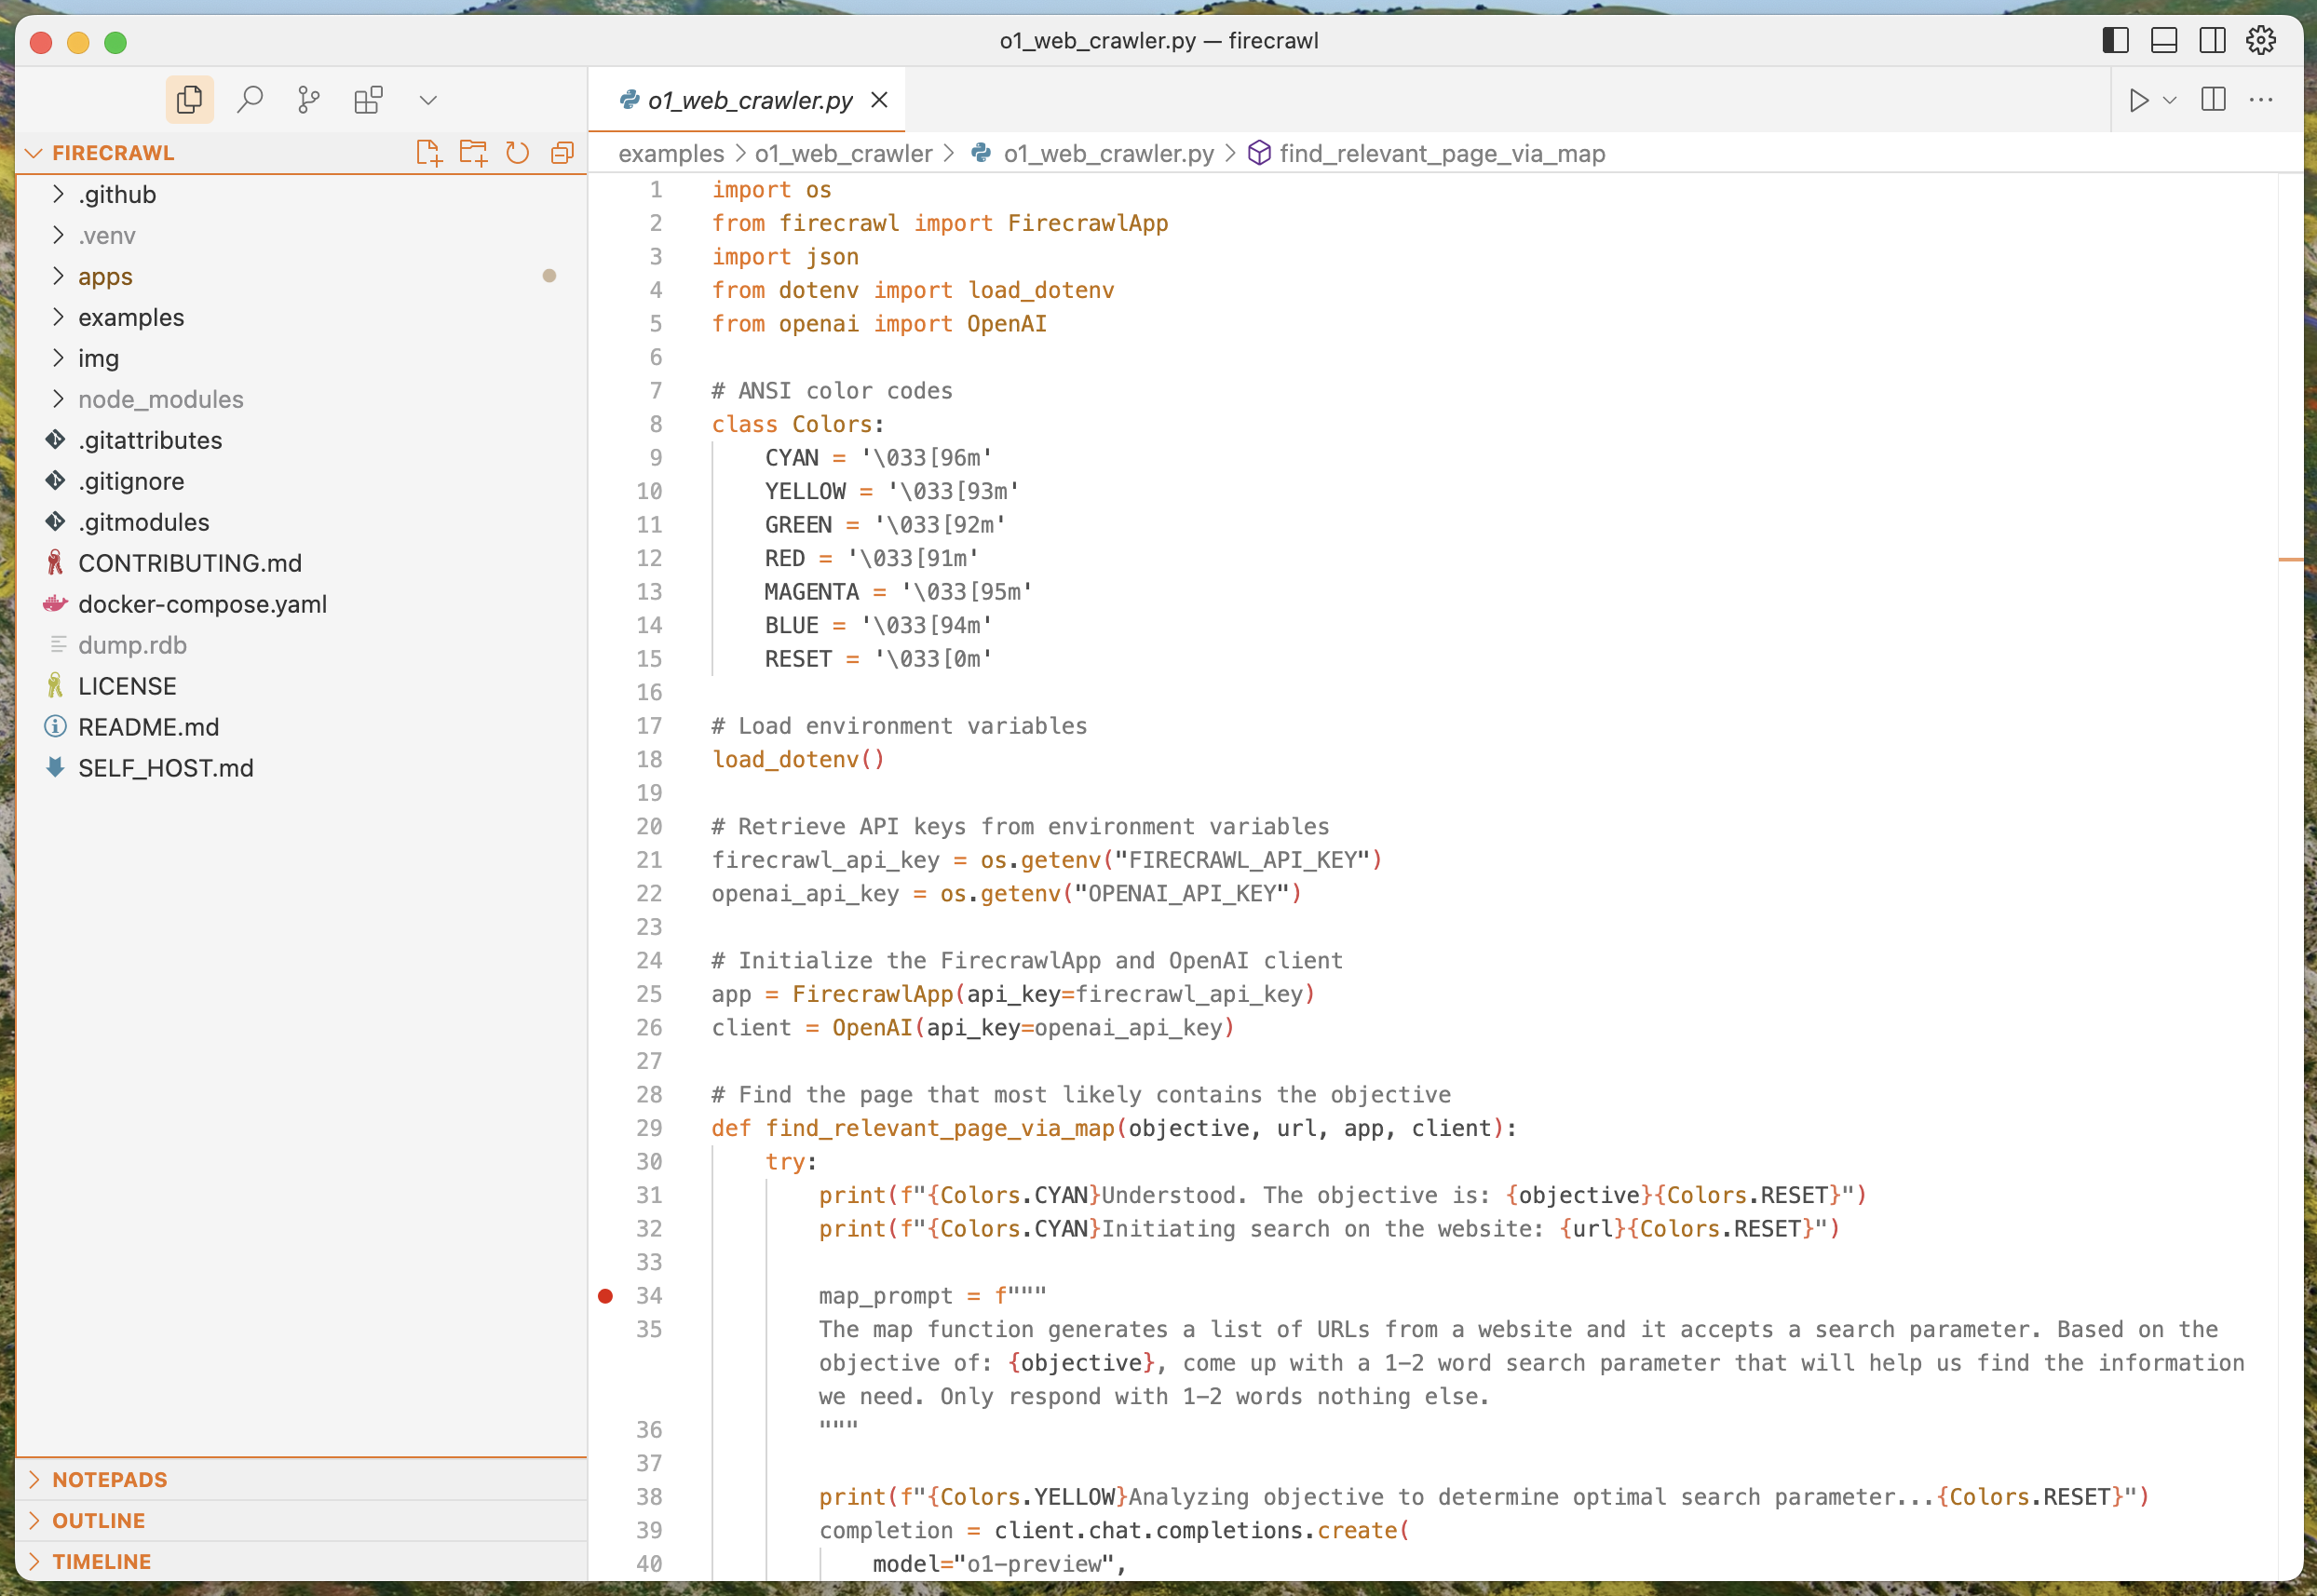 o1_web_crawler.py — firecrawl
o1_web_crawler.py
FIRECRAWL
.github
.venv
apps
examples
img
node_modules
.gitattributes
.gitignore
.gitmodules
CONTRIBUTING.md
docker-compose.yaml
dump.rdb
LICENSE
README.md
SELF_HOST.md
NOTEPADS
OUTLINE
TIMELINE
examples > o1_web_crawler > o1_web_crawler.py > find_relevant_page_via_map
1 import os
2 from firecrawl import FirecrawlApp
3 import json
4 from dotenv import load_dotenv
5 from openai import OpenAI
6
7 # ANSI color codes
8 class Colors:
9     CYAN = '\033[96m'
10     YELLOW = '\033[93m'
11     GREEN = '\033[92m'
12     RED = '\033[91m'
13     MAGENTA = '\033[95m'
14     BLUE = '\033[94m'
15     RESET = '\033[0m'
16
17 # Load environment variables
18 load_dotenv()
19
20 # Retrieve API keys from environment variables
21 firecrawl_api_key = os.getenv("FIRECRAWL_API_KEY")
22 openai_api_key = os.getenv("OPENAI_API_KEY")
23
24 # Initialize the FirecrawlApp and OpenAI client
25 app = FirecrawlApp(api_key=firecrawl_api_key)
26 client = OpenAI(api_key=openai_api_key)
27
28 # Find the page that most likely contains the objective
29 def find_relevant_page_via_map(objective, url, app, client):
30     try:
31         print(f"{Colors.CYAN}Understood. The objective is: {objective}{Colors.RESET}")
32         print(f"{Colors.CYAN}Initiating search on the website: {url}{Colors.RESET}")
33
34         map_prompt = f"""
35         The map function generates a list of URLs from a website and it accepts a search parameter. Based on the
objective of: {objective}, come up with a 1-2 word search parameter that will help us find the information
we need. Only respond with 1-2 words nothing else.
36         """
37
38         print(f"{Colors.YELLOW}Analyzing objective to determine optimal search parameter...{Colors.RESET}")
39         completion = client.chat.completions.create(
40             model="o1-preview",